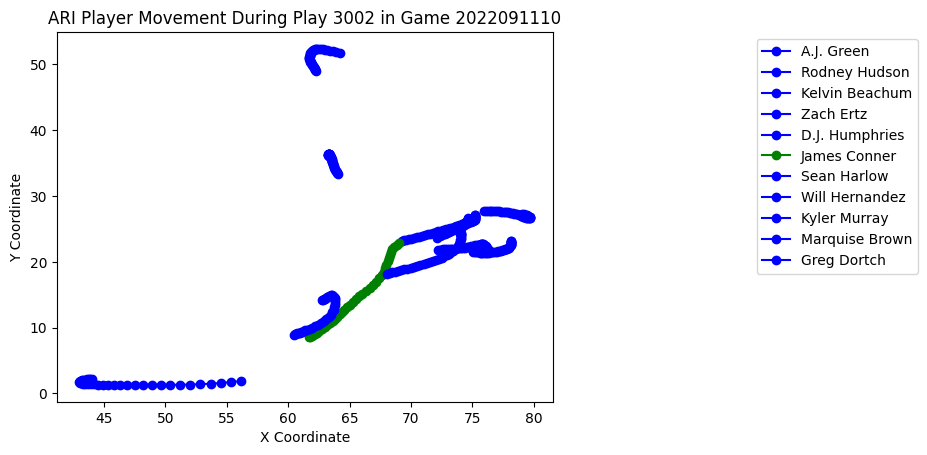 ARI Player Movement During Play 3002 in Game 2022091110
A.J. Green
Rodney Hudson
Kelvin Beachum
Zach Ertz
D.J. Humphries
James Conner
Sean Harlow
Will Hernandez
Kyler Murray
Marquise Brown
Greg Dortch
Y Coordinate
50
40
30
20
10
0
45 50 55 60 65 70 75 80
X Coordinate